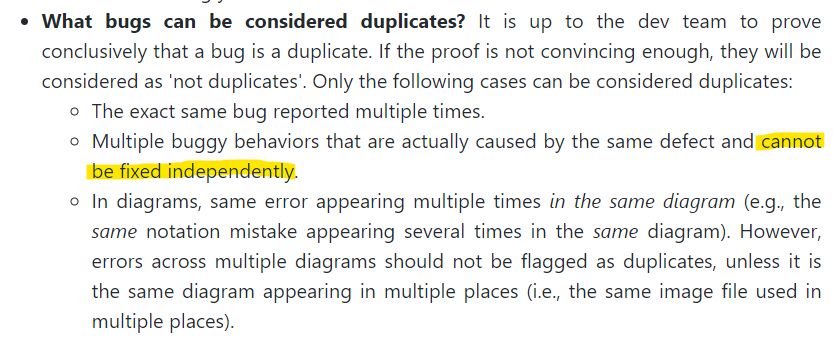 • What bugs can be considered duplicates? It is up to the dev team to prove
conclusively that a bug is a duplicate. If the proof is not convincing enough, they will be
considered as 'not duplicates'. Only the following cases can be considered duplicates:
◦ The exact same bug reported multiple times.
◦ Multiple buggy behaviors that are actually caused by the same defect and cannot
be fixed independently.
◦ In diagrams, same error appearing multiple times in the same diagram (e.g., the
same notation mistake appearing several times in the same diagram). However,
errors across multiple diagrams should not be flagged as duplicates, unless it is
the same diagram appearing in multiple places (i.e., the same image file used in
multiple places).